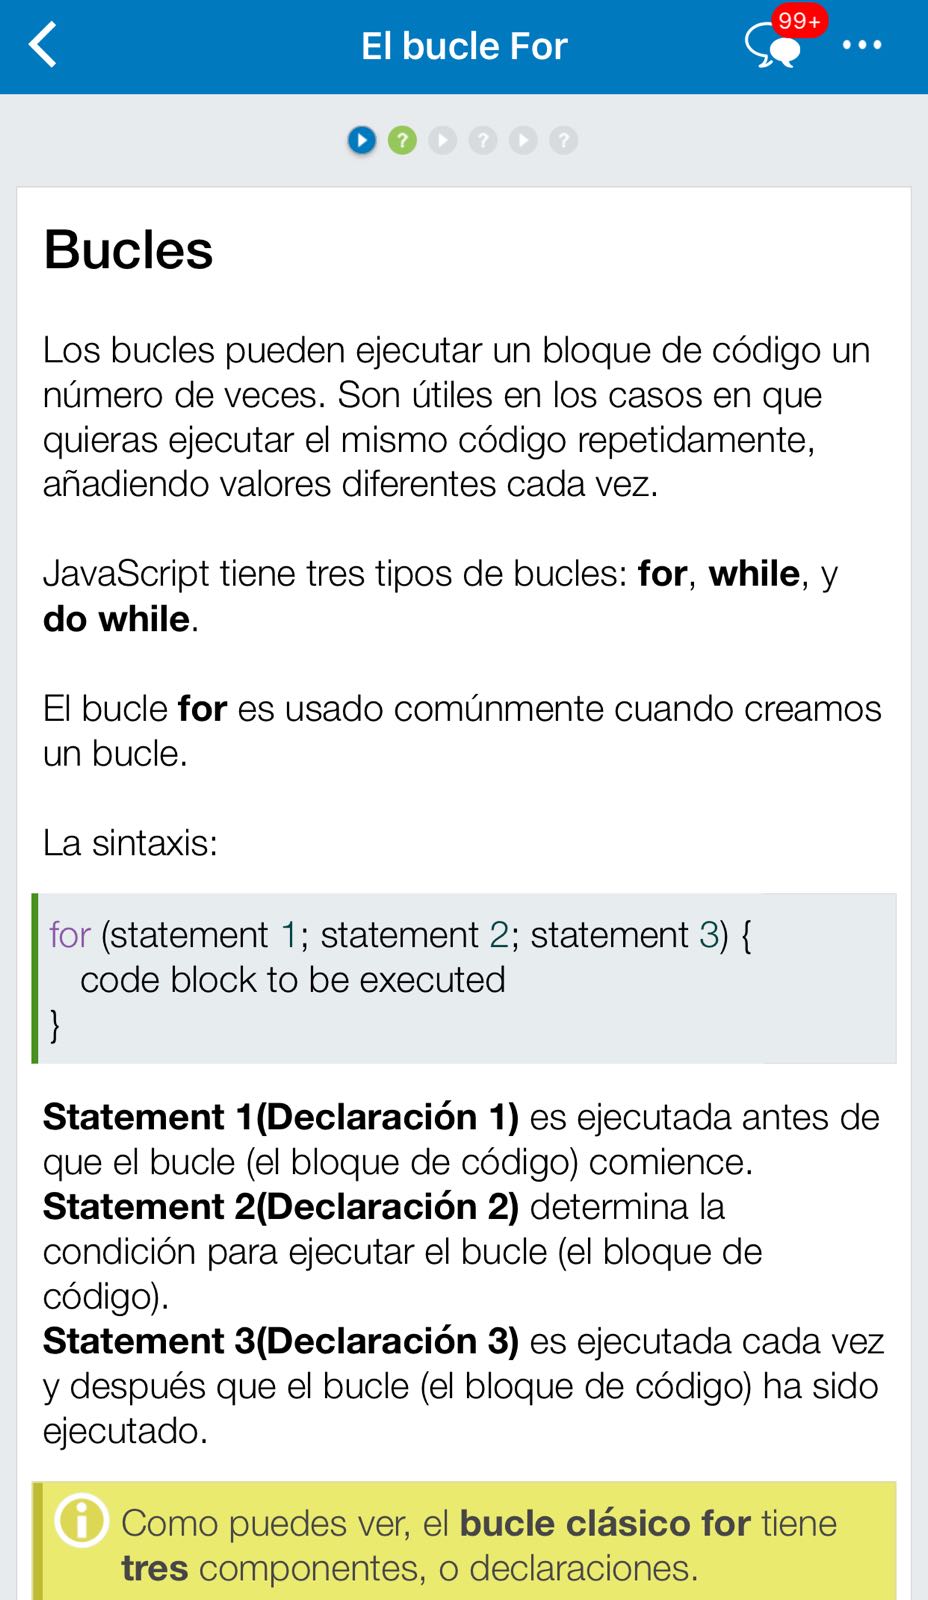 El bucle For
99+
Bucles
Los bucles pueden ejecutar un bloque de código un
número de veces. Son útiles en los casos en que
quieras ejecutar el mismo código repetidamente,
añadiendo valores diferentes cada vez.
JavaScript tiene tres tipos de bucles: for, while, y
do while.
El bucle for es usado comúnmente cuando creamos
un bucle.
La sintaxis:
for (statement 1; statement 2; statement 3) {
code block to be executed
}
Statement 1(Declaración 1) es ejecutada antes de
que el bucle (el bloque de código) comience.
Statement 2(Declaración 2) determina la
condición para ejecutar el bucle (el bloque de
código).
Statement 3(Declaración 3) es ejecutada cada vez
y después que el bucle (el bloque de código) ha sido
ejecutado.
Como puedes ver, el bucle clásico for tiene
tres componentes, o declaraciones.